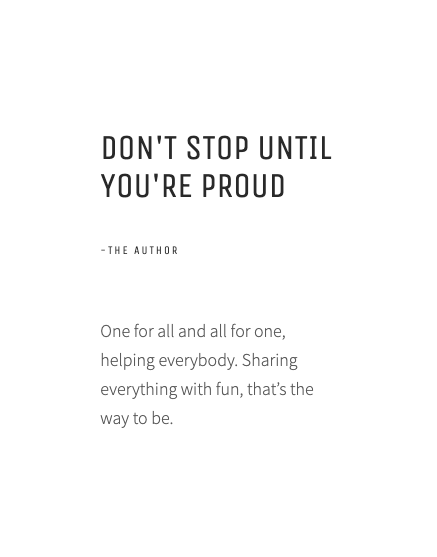 DON'T STOP UNTIL
YOU'RE PROUD
-THE AUTHOR
One for all and all for one,
helping everybody. Sharing
everything with fun, that’s the
way to be.